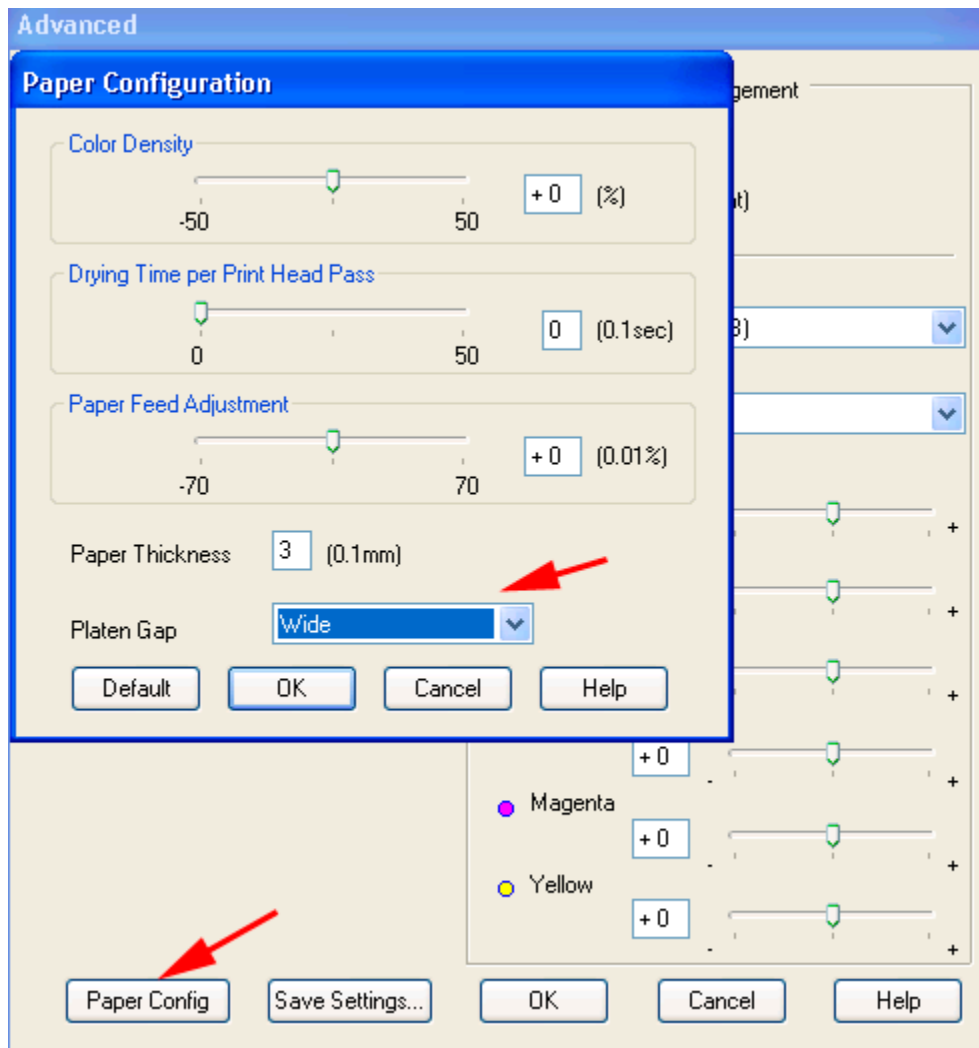 Advanced
Paper Configuration
gement
Color Density
+ 0 (%)
-50 50
nt)
Drying Time per Print Head Pass
0 (0.1sec)
0 50
3)
Paper Feed Adjustment
+ 0 (0.01%)
-70 70
+
Paper Thickness 3 (0.1mm)
+
Platen Gap Wide
Default OK Cancel Help
+
+ 0 - +
Magenta
+ 0 - +
Yellow
+ 0 - +
Paper Config Save Settings... OK Cancel Help